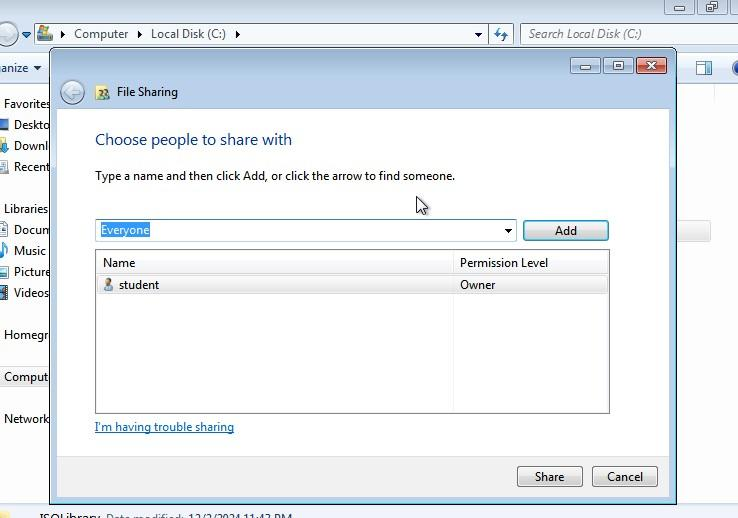 Computer Local Disk (C:) Search Local Disk (C:)
anize
File Sharing
Favorites
Deskto
Downl
Recent
Libraries
Docum
Music
Picture
Videos
Homegr
Comput
Network
Choose people to share with
Type a name and then click Add, or click the arrow to find someone.
Everyone Add
Name Permission Level
student Owner
I'm having trouble sharing
Share Cancel
ISOLibrary Date modified: 12/2/2024 11:43 PM